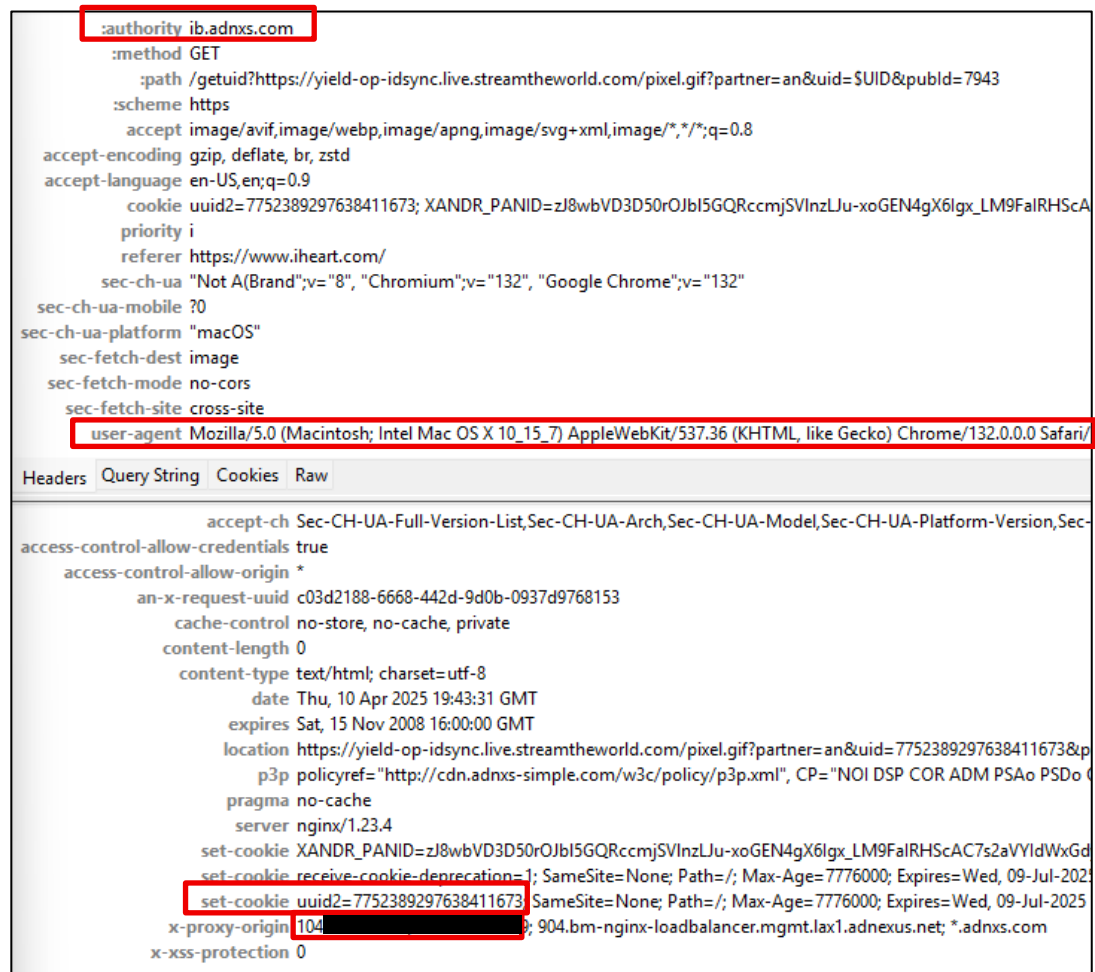 :authority ib.adnxs.com
:method GET
:path /getuid?https://yield-op-idsync.live.streamtheworld.com/pixel.gif?partner=an&uid=$UID&pubId=7943
:scheme https
accept image/avif,image/webp,image/apng,image/svg+xml,image/*,*/*;q=0.8
accept-encoding gzip, deflate, br, zstd
accept-language en-US,en;q=0.9
cookie uuid2=7752389297638411673; XANDR_PANID=zJ8wbVD3D50rOJbI5GQRccmjSVInzLJu-xoGEN4gX6Igx_LM9FaIRHScA
priority i
referer https://www.iheart.com/
sec-ch-ua "Not A(Brand";v="8", "Chromium";v="132", "Google Chrome";v="132"
sec-ch-ua-mobile ?0
sec-ch-ua-platform "macOS"
sec-fetch-dest image
sec-fetch-mode no-cors
sec-fetch-site cross-site
user-agent Mozilla/5.0 (Macintosh; Intel Mac OS X 10_15_7) AppleWebKit/537.36 (KHTML, like Gecko) Chrome/132.0.0.0 Safari/
Headers Query String Cookies Raw
accept-ch Sec-CH-UA-Full-Version-List,Sec-CH-UA-Arch,Sec-CH-UA-Model,Sec-CH-UA-Platform-Version,Sec-
access-control-allow-credentials true
access-control-allow-origin *
an-x-request-uuid c03d2188-6668-442d-9d0b-0937d9768153
cache-control no-store, no-cache, private
content-length 0
content-type text/html; charset=utf-8
date Thu, 10 Apr 2025 19:43:31 GMT
expires Sat, 15 Nov 2008 16:00:00 GMT
location https://yield-op-idsync.live.streamtheworld.com/pixel.gif?partner=an&uid=7752389297638411673&p
p3p policyref="http://cdn.adnxs-simple.com/w3c/policy/p3p.xml", CP="NOI DSP COR ADM PSAo PSDo
pragma no-cache
server nginx/1.23.4
set-cookie XANDR_PANID=zJ8wbVD3D50rOJbI5GQRccmjSVInzLJu-xoGEN4gX6Igx_LM9FaIRHScAC7s2aVYIdWxGd
set-cookie receive-cookie-deprecation=1; SameSite=None; Path=/; Max-Age=7776000; Expires=Wed, 09-Jul-2025
set-cookie uuid2=7752389297638411673; SameSite=None; Path=/; Max-Age=7776000; Expires=Wed, 09-Jul-2025
x-proxy-origin 104 ; 904.bm-nginx-loadbalancer.mgmt.lax1.adnexus.net; *.adnxs.com
x-xss-protection 0